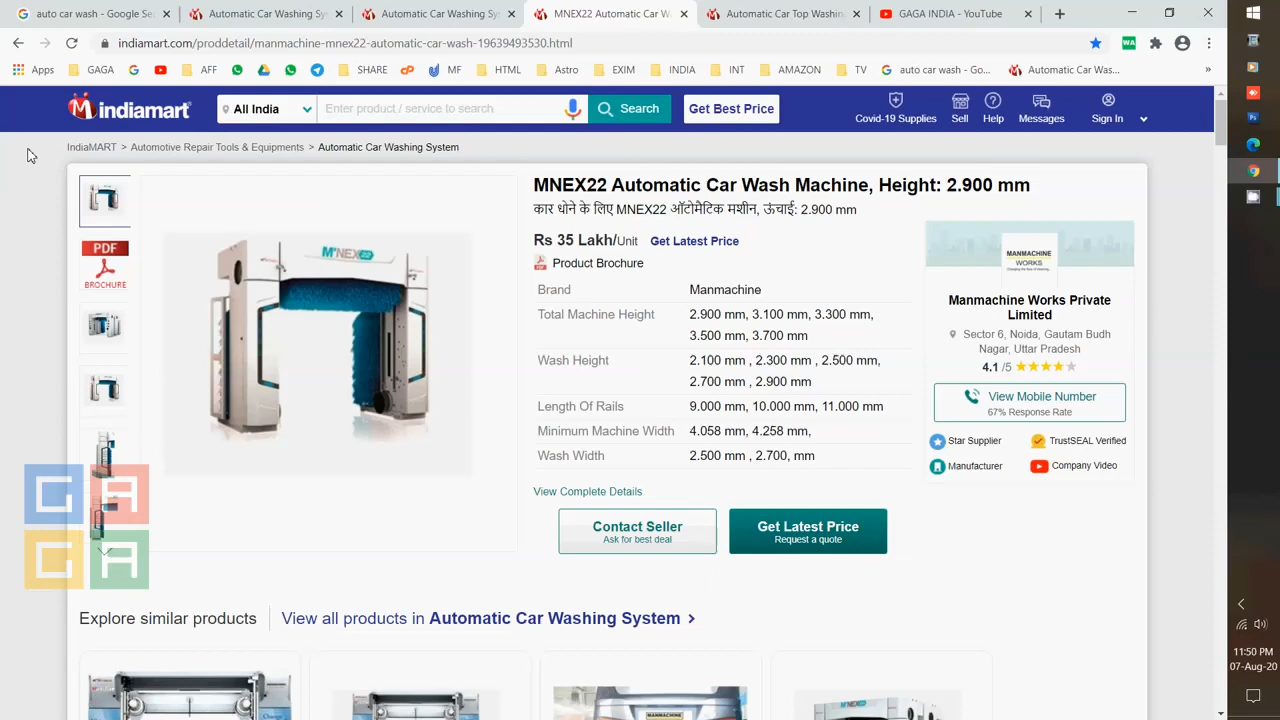 auto car wash - Google Se
Automatic Car Washing Sy
Automatic Car Washing Sy
MNEX22 Automatic Car W
Automatic Car Top Washin
GAGA INDIA - YouTube
indiamart.com/proddetail/manmachine-mnex22-automatic-car-wash-19639493530.html
Apps GAGA AFF SHARE MF HTML Astro EXIM INDIA INT AMAZON TV auto car wash - Go... Automatic Car Was... »
indiamart
All India
Enter product / service to search
Search
Get Best Price
Covid-19 Supplies
Sell
Help
Messages
Sign In
IndiaMART > Automotive Repair Tools & Equipments > Automatic Car Washing System
PDF
BROCHURE
M'NEX22
MNEX22 Automatic Car Wash Machine, Height: 2.900 mm
कार धोने के लिए MNEX22 ऑटोमैटिक मशीन, ऊंचाई: 2.900 mm
Rs 35 Lakh/Unit Get Latest Price
Product Brochure
Brand Manmachine
Total Machine Height 2.900 mm, 3.100 mm, 3.300 mm,
3.500 mm, 3.700 mm
Wash Height 2.100 mm , 2.300 mm , 2.500 mm,
2.700 mm , 2.900 mm
Length Of Rails 9.000 mm, 10.000 mm, 11.000 mm
Minimum Machine Width 4.058 mm, 4.258 mm,
Wash Width 2.500 mm , 2.700, mm
View Complete Details
Contact Seller
Ask for best deal
Get Latest Price
Request a quote
MANMACHINE
WORKS
Manmachine Works Private
Limited
Sector 6, Noida, Gautam Budh
Nagar, Uttar Pradesh
4.1 /5
View Mobile Number
67% Response Rate
Star Supplier
TrustSEAL Verified
Manufacturer
Company Video
G A
G A
Explore similar products
View all products in Automatic Car Washing System >
MNEX22
MANMACHINE
11:50 PM
07-Aug-20